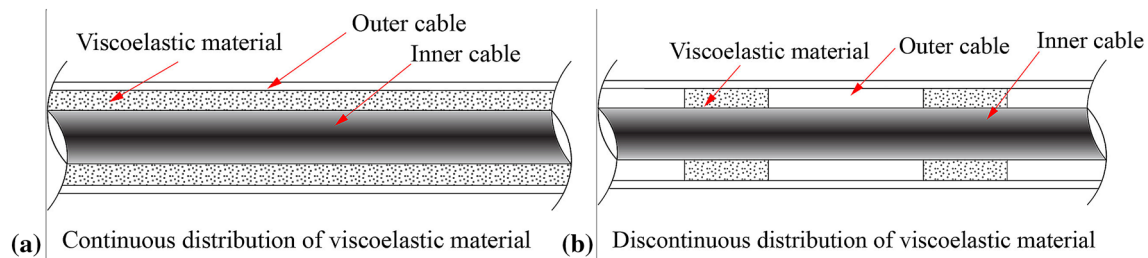 Outer cable
Viscoelastic material
Inner cable
(a) Continuous distribution of viscoelastic material
Inner cable
Outer cable
Viscoelastic material
(b) Discontinuous distribution of viscoelastic material